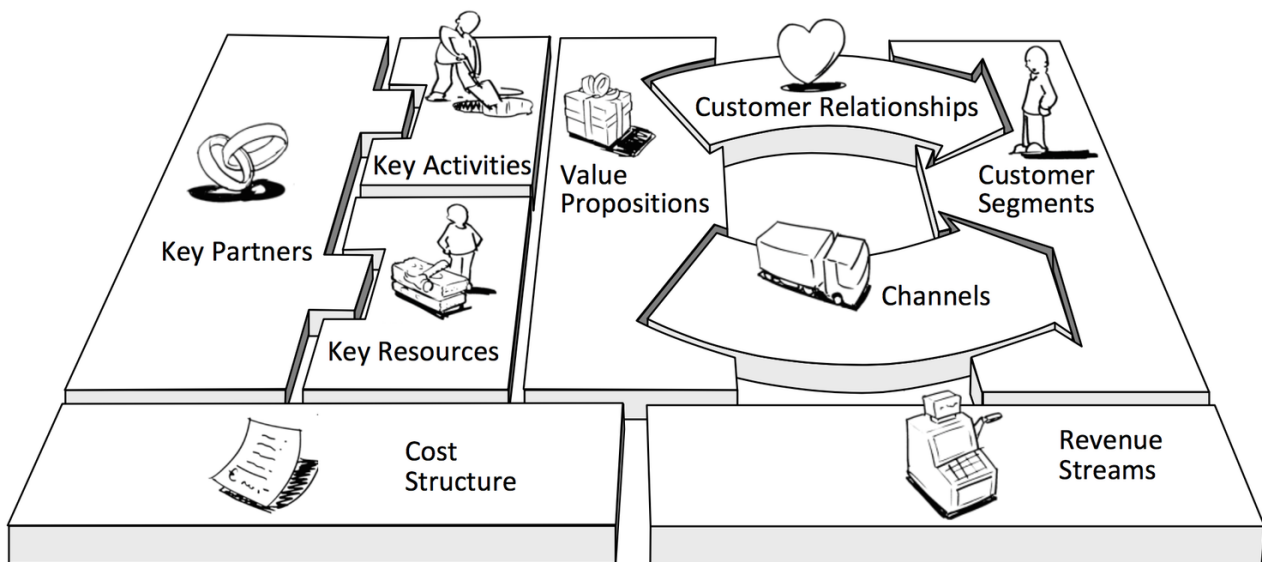 Key Partners
Key Activities
Key Resources
Value
Propositions
Customer Relationships
Channels
Customer
Segments
Cost
Structure
Revenue
Streams